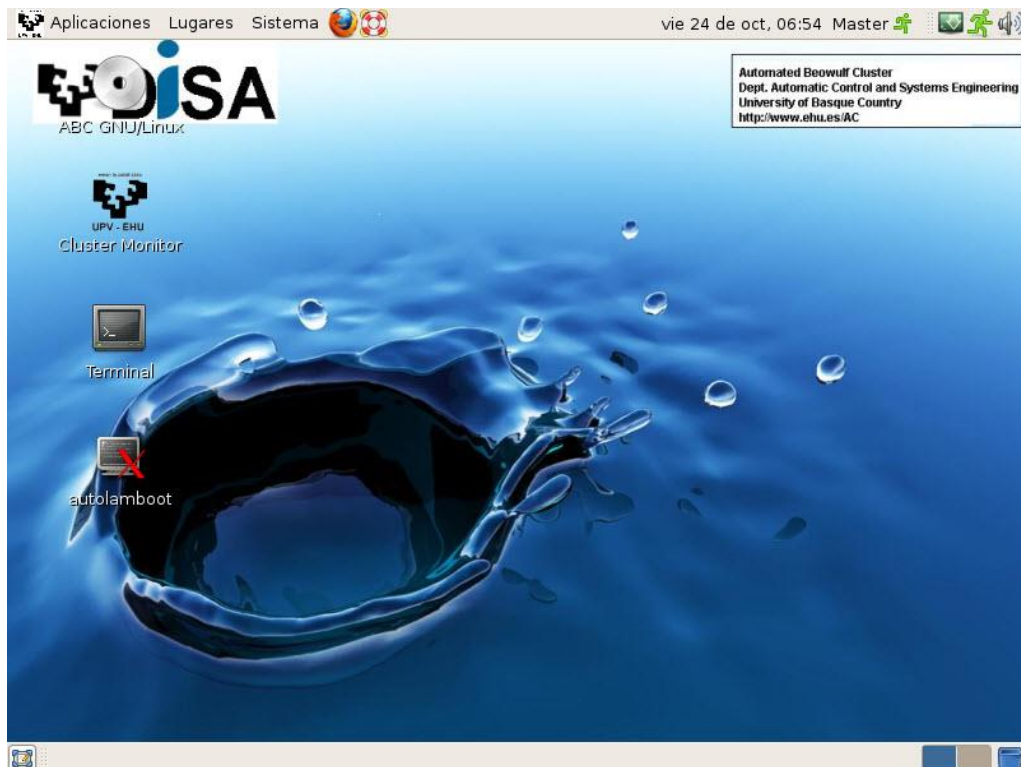 Aplicaciones Lugares Sistema vie 24 de oct, 06:54 Master
DiSA
ABC GNU/Linux
Automated Beowulf Cluster
Dept. Automatic Control and Systems Engineering
University of Basque Country
http://www.ehu.es/AC
UPV - EHU
Cluster Monitor
Terminal
autolamboot